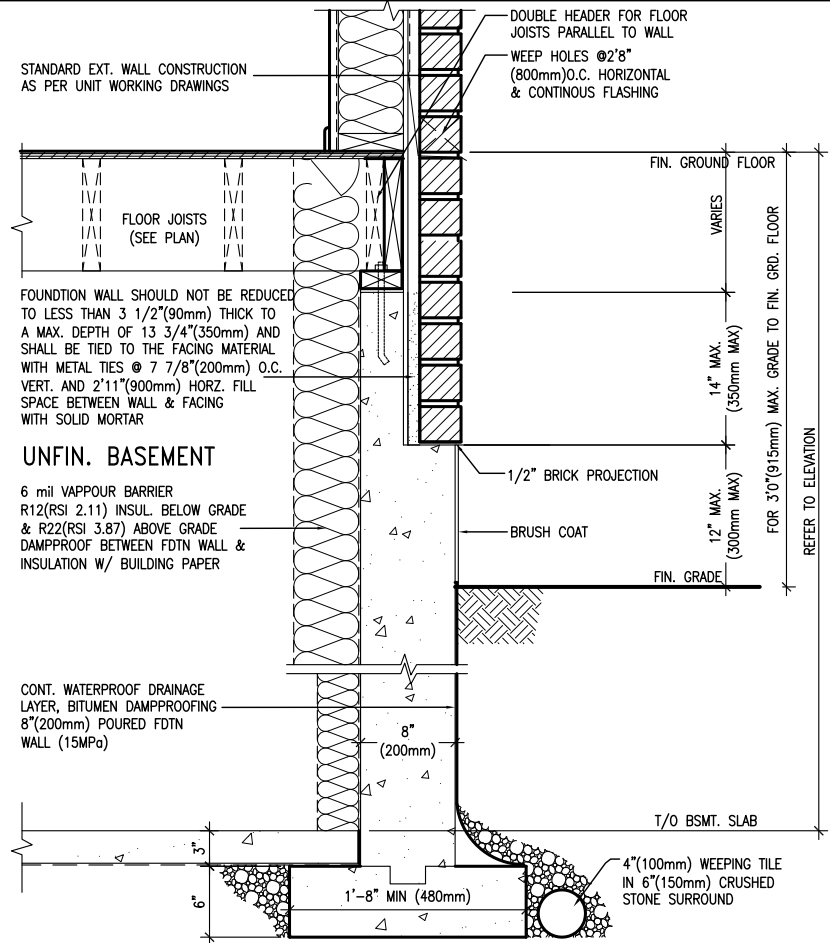 DOUBLE HEADER FOR FLOOR
JOISTS PARALLEL TO WALL
WEEP HOLES @2'8"
(800mm)O.C. HORIZONTAL
& CONTINOUS FLASHING
STANDARD EXT. WALL CONSTRUCTION
AS PER UNIT WORKING DRAWINGS
FIN. GROUND FLOOR
FLOOR JOISTS
(SEE PLAN)
VARIES
FOUNDTION WALL SHOULD NOT BE REDUCED
TO LESS THAN 3 1/2"(90mm) THICK TO
A MAX. DEPTH OF 13 3/4"(350mm) AND
SHALL BE TIED TO THE FACING MATERIAL
WITH METAL TIES @ 7 7/8"(200mm) O.C.
VERT. AND 2'11"(900mm) HORZ. FILL
SPACE BETWEEN WALL & FACING
WITH SOLID MORTAR
14" MAX.
(350mm MAX)
FOR 3'0"(915mm) MAX. GRADE TO FIN. GRD. FLOOR
REFER TO ELEVATION
UNFIN. BASEMENT
1/2" BRICK PROJECTION
6 mil VAPPOUR BARRIER
R12(RSI 2.11) INSUL. BELOW GRADE
& R22(RSI 3.87) ABOVE GRADE
DAMPPROOF BETWEEN FDTN WALL &
INSULATION W/ BUILDING PAPER
BRUSH COAT
12" MAX.
(300mm MAX)
FIN. GRADE
CONT. WATERPROOF DRAINAGE
LAYER, BITUMEN DAMPPROOFING
8"(200mm) POURED FDTN
WALL (15MPa)
8"
(200mm)
T/O BSMT. SLAB
3"
6"
1'-8" MIN (480mm)
4"(100mm) WEEPING TILE
IN 6"(150mm) CRUSHED
STONE SURROUND